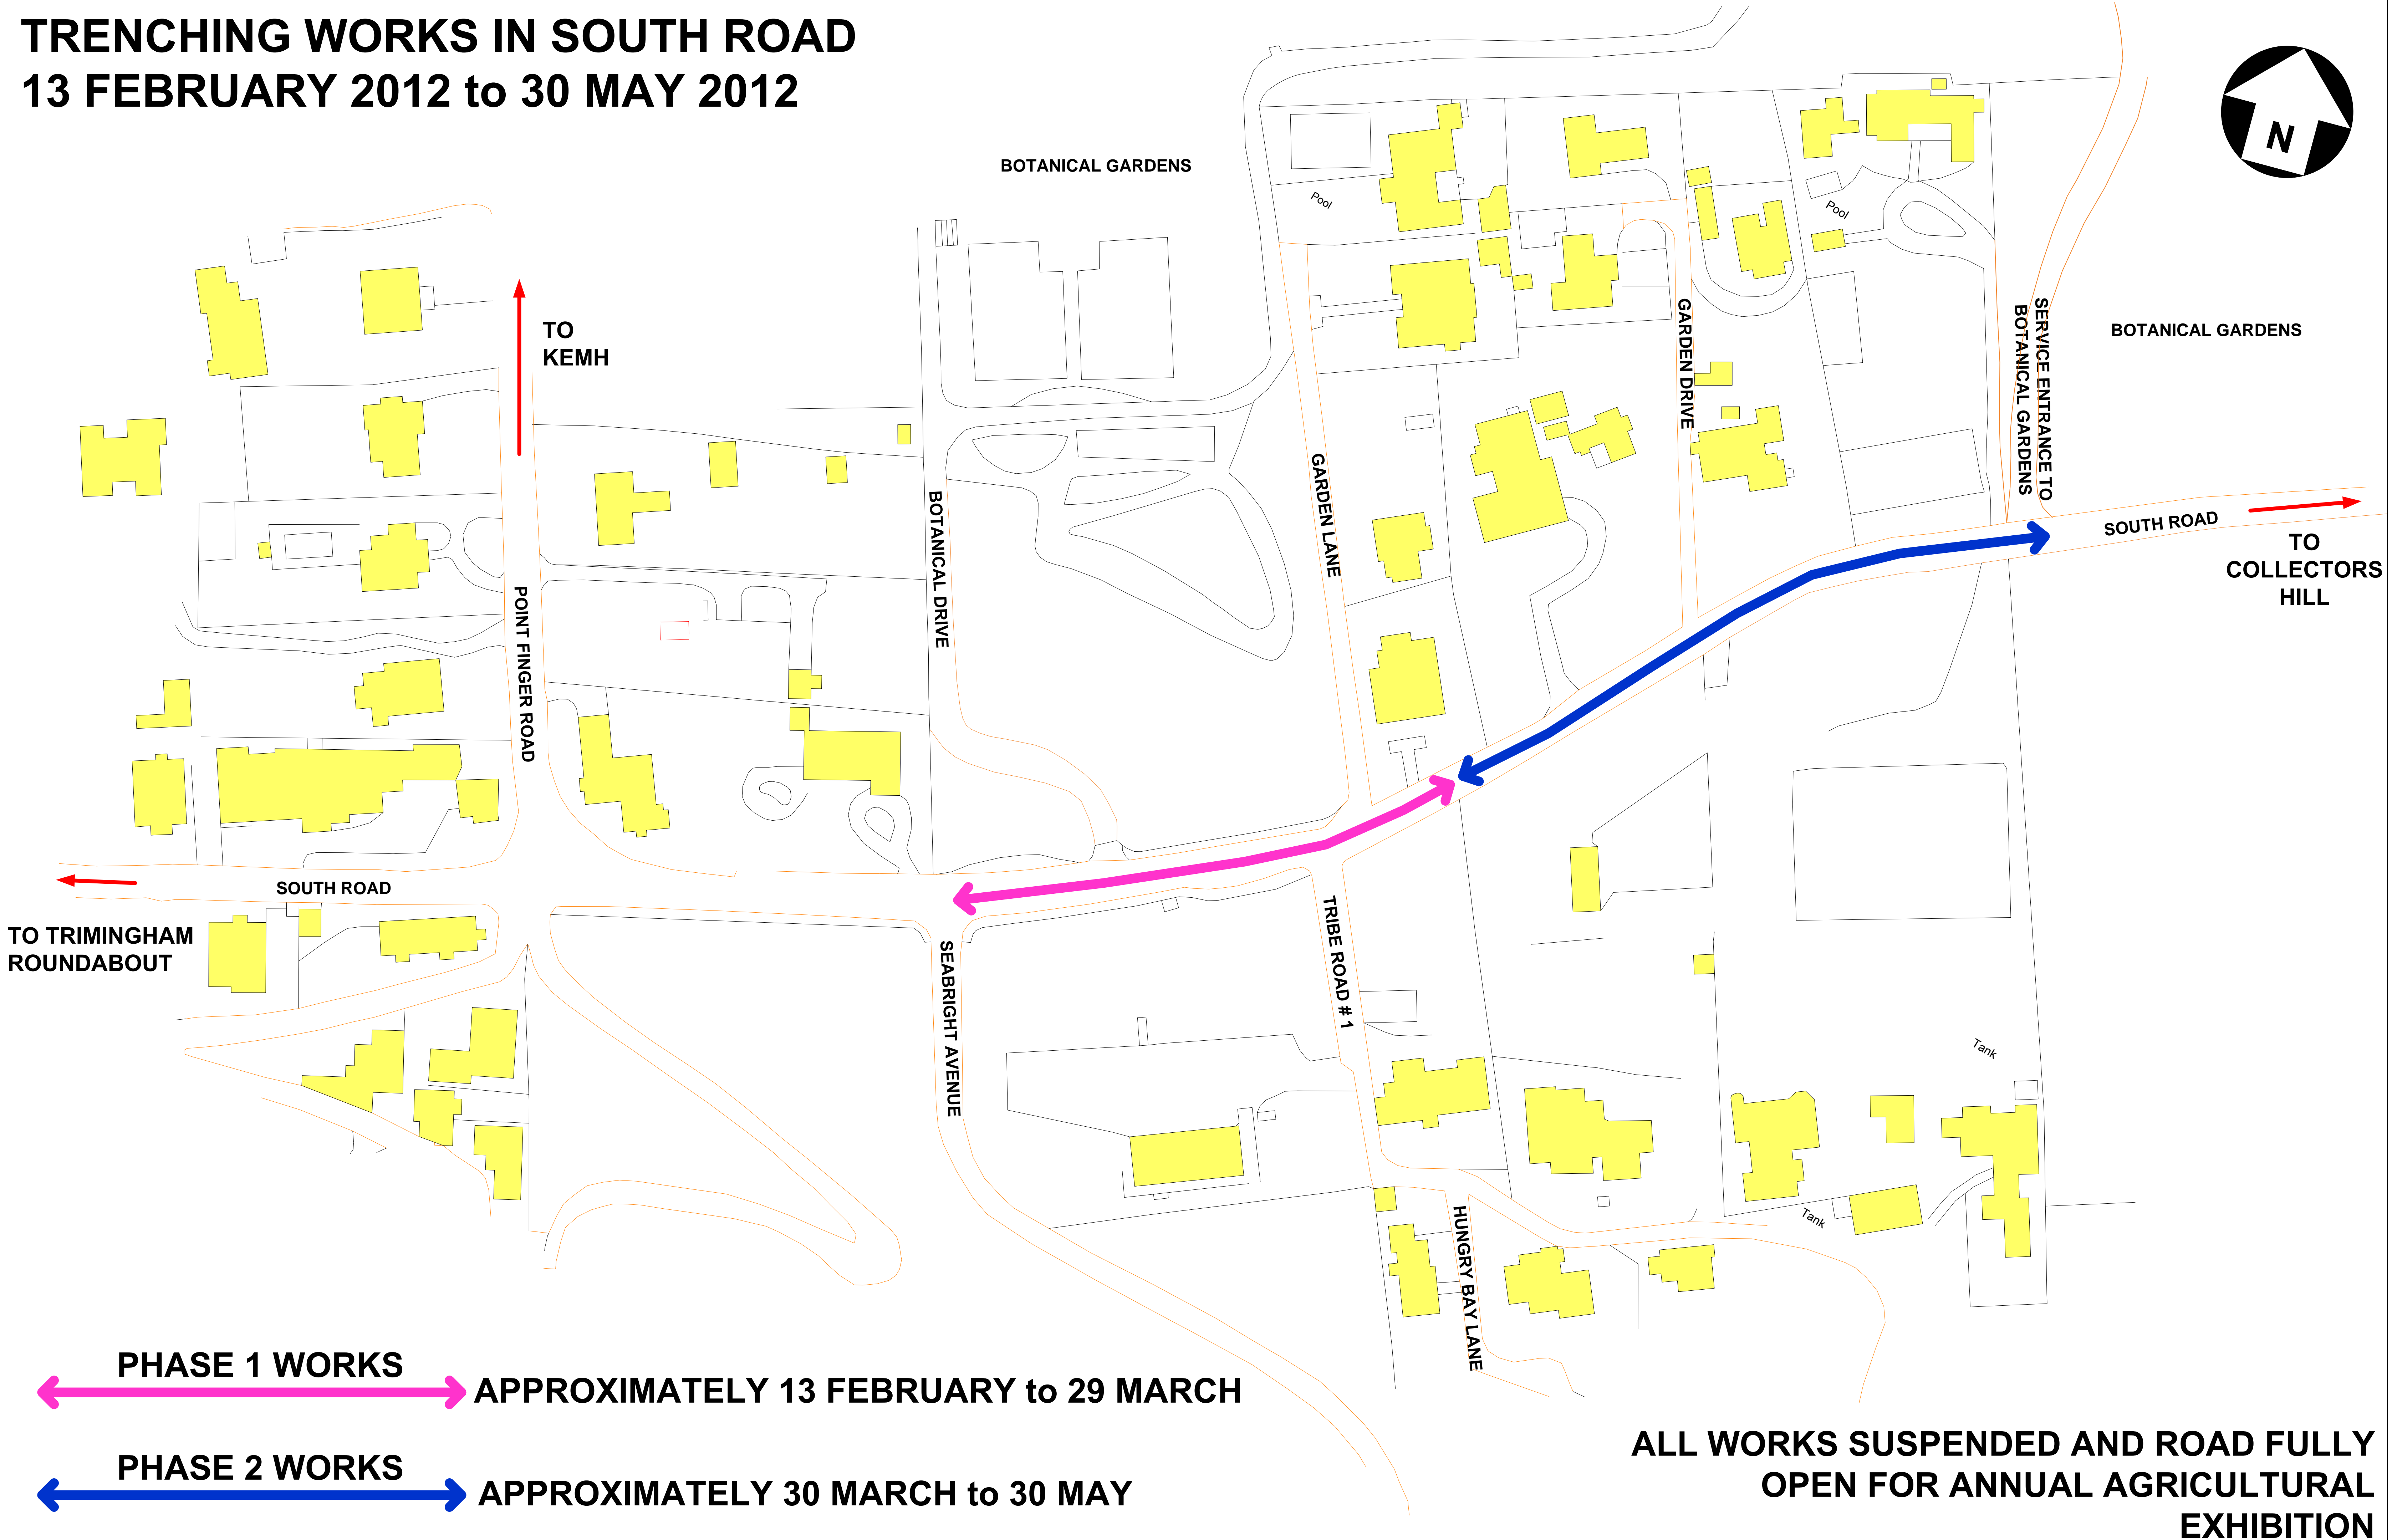 TRENCHING WORKS IN SOUTH ROAD
13 FEBRUARY 2012 to 30 MAY 2012
N
BOTANICAL GARDENS
Pool
Pool
TO
KEMH
BOTANICAL GARDENS
SERVICE ENTRANCE TO
BOTANICAL GARDENS
GARDEN DRIVE
GARDEN LANE
BOTANICAL DRIVE
POINT FINGER ROAD
SOUTH ROAD
TO
COLLECTORS
HILL
SOUTH ROAD
TO TRIMINGHAM
ROUNDABOUT
SEABRIGHT AVENUE
TRIBE ROAD # 1
Tank
Tank
HUNGRY BAY LANE
PHASE 1 WORKS
APPROXIMATELY 13 FEBRUARY to 29 MARCH
PHASE 2 WORKS
APPROXIMATELY 30 MARCH to 30 MAY
ALL WORKS SUSPENDED AND ROAD FULLY
OPEN FOR ANNUAL AGRICULTURAL
EXHIBITION